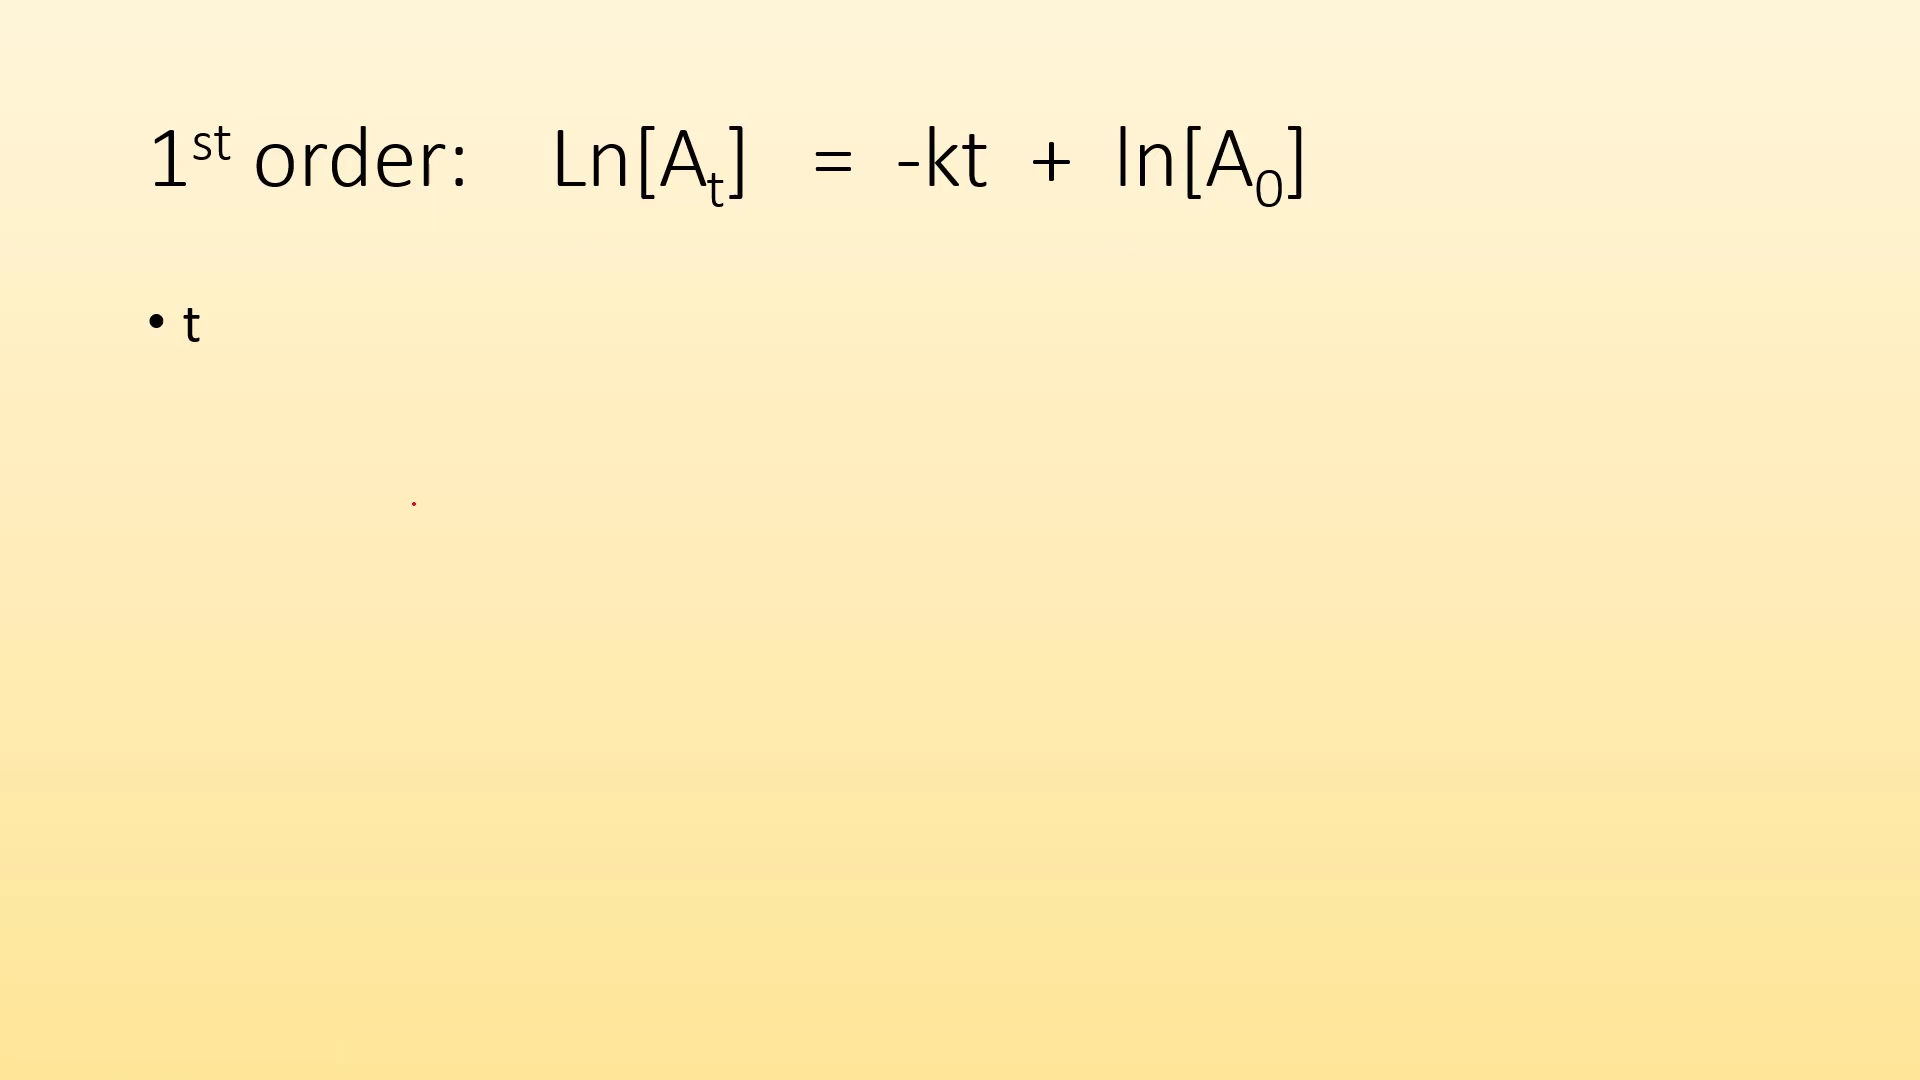 1st order: Ln[At] = -kt + ln[A0]
• t